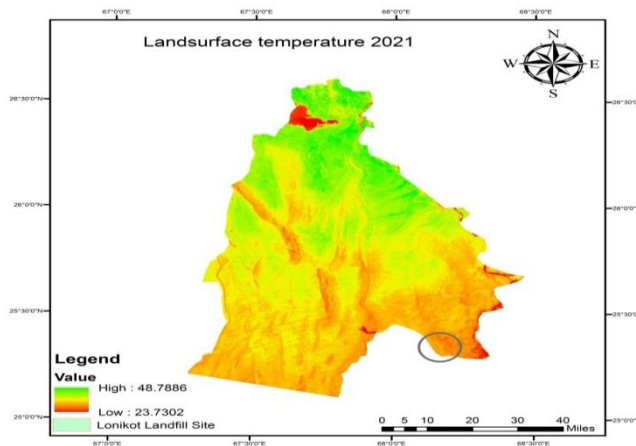 67°0'0"E 67°30'0"E 68°0'0"E 68°30'0"E
Landsurface temperature 2021
N
W E
S
26°30'0"N 26°30'0"N
26°0'0"N 26°0'0"N
25°30'0"N 25°30'0"N
25°0'0"N 25°0'0"N
Legend
Value
High : 48.7886
Low : 23.7302
Lonikot Landfill Site
0 5 10 20 30 40
Miles
67°0'0"E 67°30'0"E 68°0'0"E 68°30'0"E